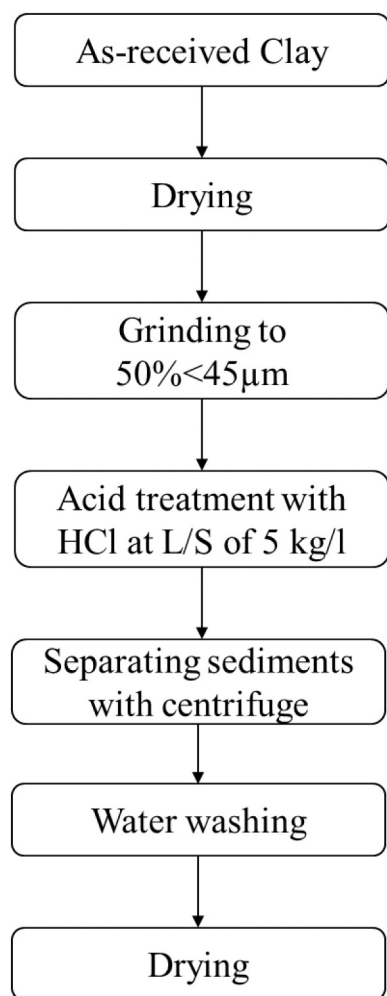 As-received Clay
Drying
Grinding to
50%<45µm
Acid treatment with
HCl at L/S of 5 kg/l
Separating sediments
with centrifuge
Water washing
Drying